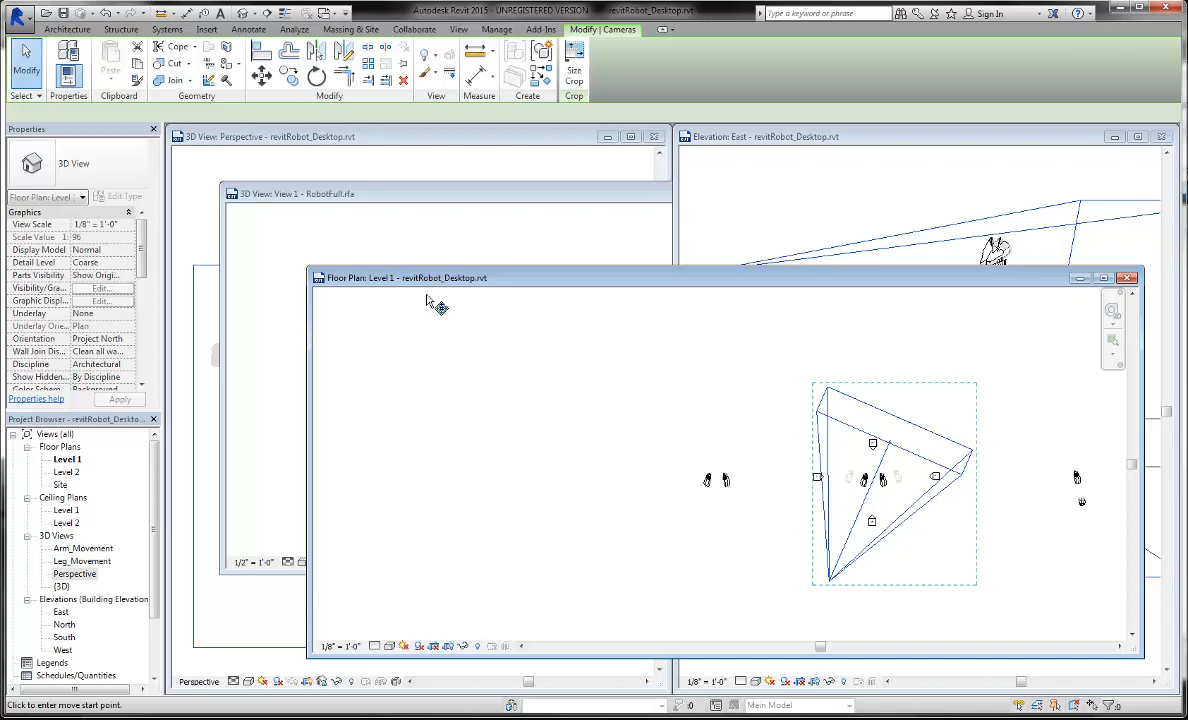 Autodesk Revit 2015 - UNREGISTERED VERSION - revitRobot_Desktop.rvt
Type a keyword or phrase
Sign In
Architecture Structure Systems Insert Annotate Analyze Massing & Site Collaborate View Manage Add-Ins Modify | Cameras
Modify
Properties
Paste
Cope
Cut
Join
Size
Crop
Select Properties Clipboard Geometry Modify View Measure Create Crop
Properties
3D View
Floor Plan: Level 1
Edit Type
Graphics
View Scale 1/8" = 1'-0"
Scale Value 1: 96
Display Model Normal
Detail Level Coarse
Parts Visibility Show Origi...
Visibility/Gra... Edit...
Graphic Displ... Edit...
Underlay None
Underlay Orie... Plan
Orientation Project North
Wall Join Dis... Clean all wa...
Discipline Architectural
Show Hidden... By Discipline
Color Schem... Background
Properties help
Apply
Project Browser - revitRobot_Deskto...
Views (all)
Floor Plans
Level 1
Level 2
Site
Ceiling Plans
Level 1
Level 2
3D Views
Arm_Movement
Leg_Movement
Perspective
{3D}
Elevations (Building Elevation
East
North
South
West
Legends
Schedules/Quantities
3D View: Perspective - revitRobot_Desktop.rvt
3D View: View 1 - RobotFull.rfa
1/2" = 1'-0"
Perspective
Elevation: East - revitRobot_Desktop.rvt
1/8" = 1'-0"
Floor Plan: Level 1 - revitRobot_Desktop.rvt
1/8" = 1'-0"
Click to enter move start point.
:0
Main Model
:0